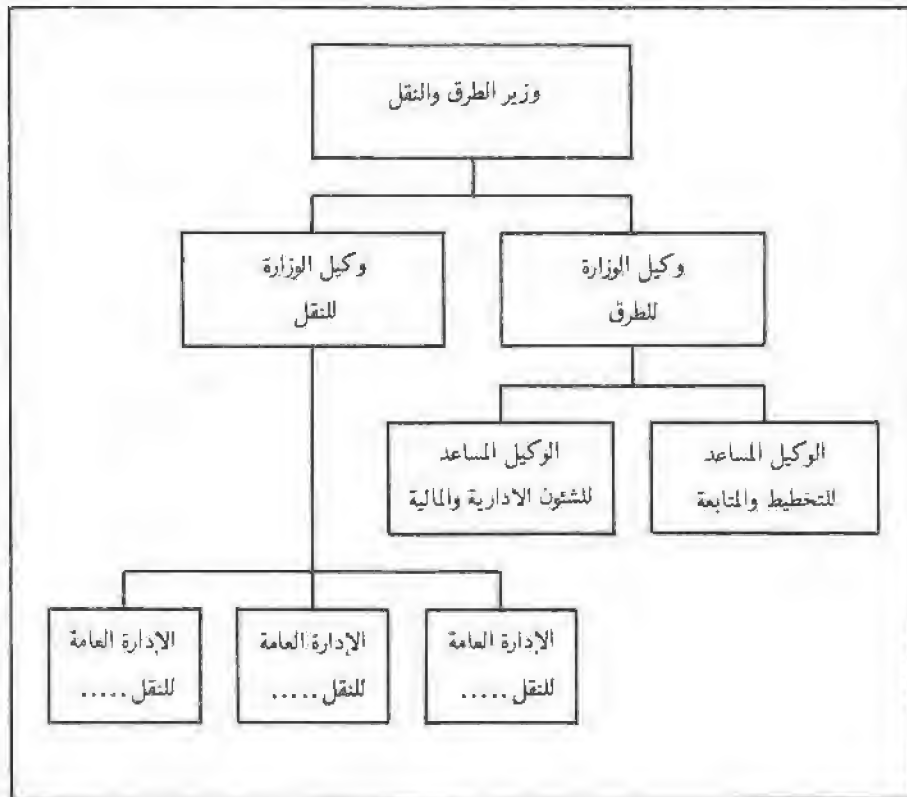 وزير الطرق والنقل
وكيل الوزارة
للطرق
وكيل الوزارة
للنقل
الوكيل المساعد
للتخطيط والمتابعة
الوكيل المساعد
للشئون الادارية والمالية
الإدارة العامة
للنقل .....
الإدارة العامة
للنقل .....
الإدارة العامة
للنقل .....